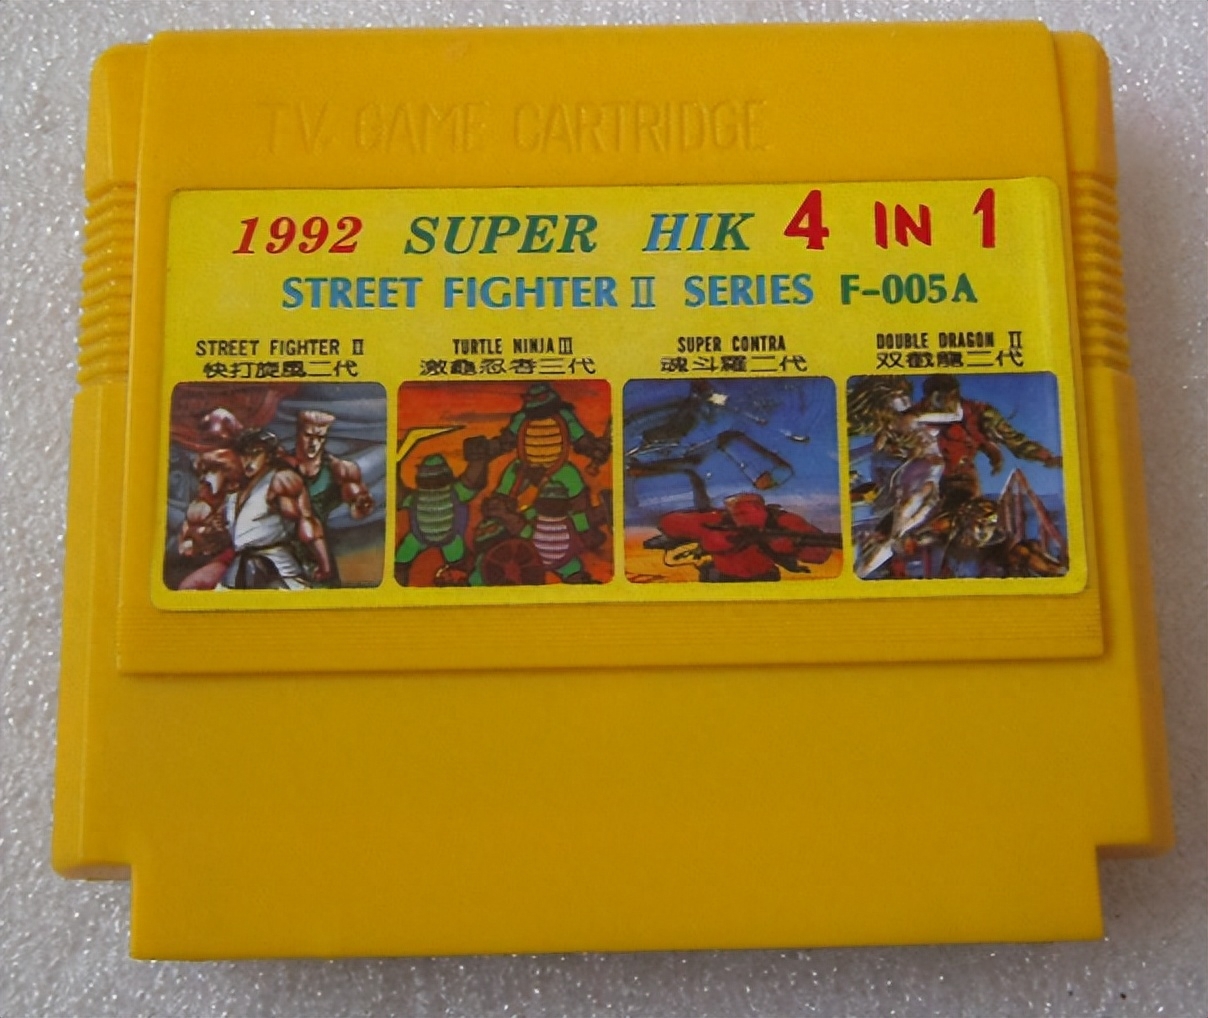 TV. GAME CARTRIDGE
1992 SUPER HIK 4 IN 1
STREET FIGHTER II SERIES F-005A
STREET FIGHTER II
快打旋風二代
TURTLE NINJA III
激龜忍者三代
SUPER CONTRA
魂斗羅二代
DOUBLE DRAGON II
双截龍二代